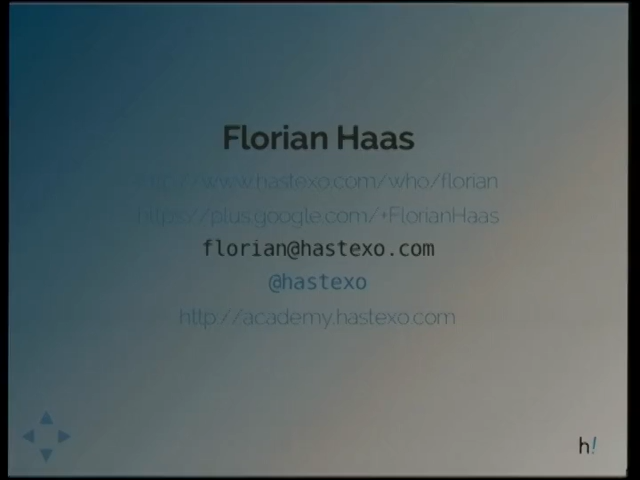 Florian Haas
http://www.hastexo.com/who/florian
https://plus.google.com/+FlorianHaas
florian@hastexo.com
@hastexo
http://academy.hastexo.com
h!